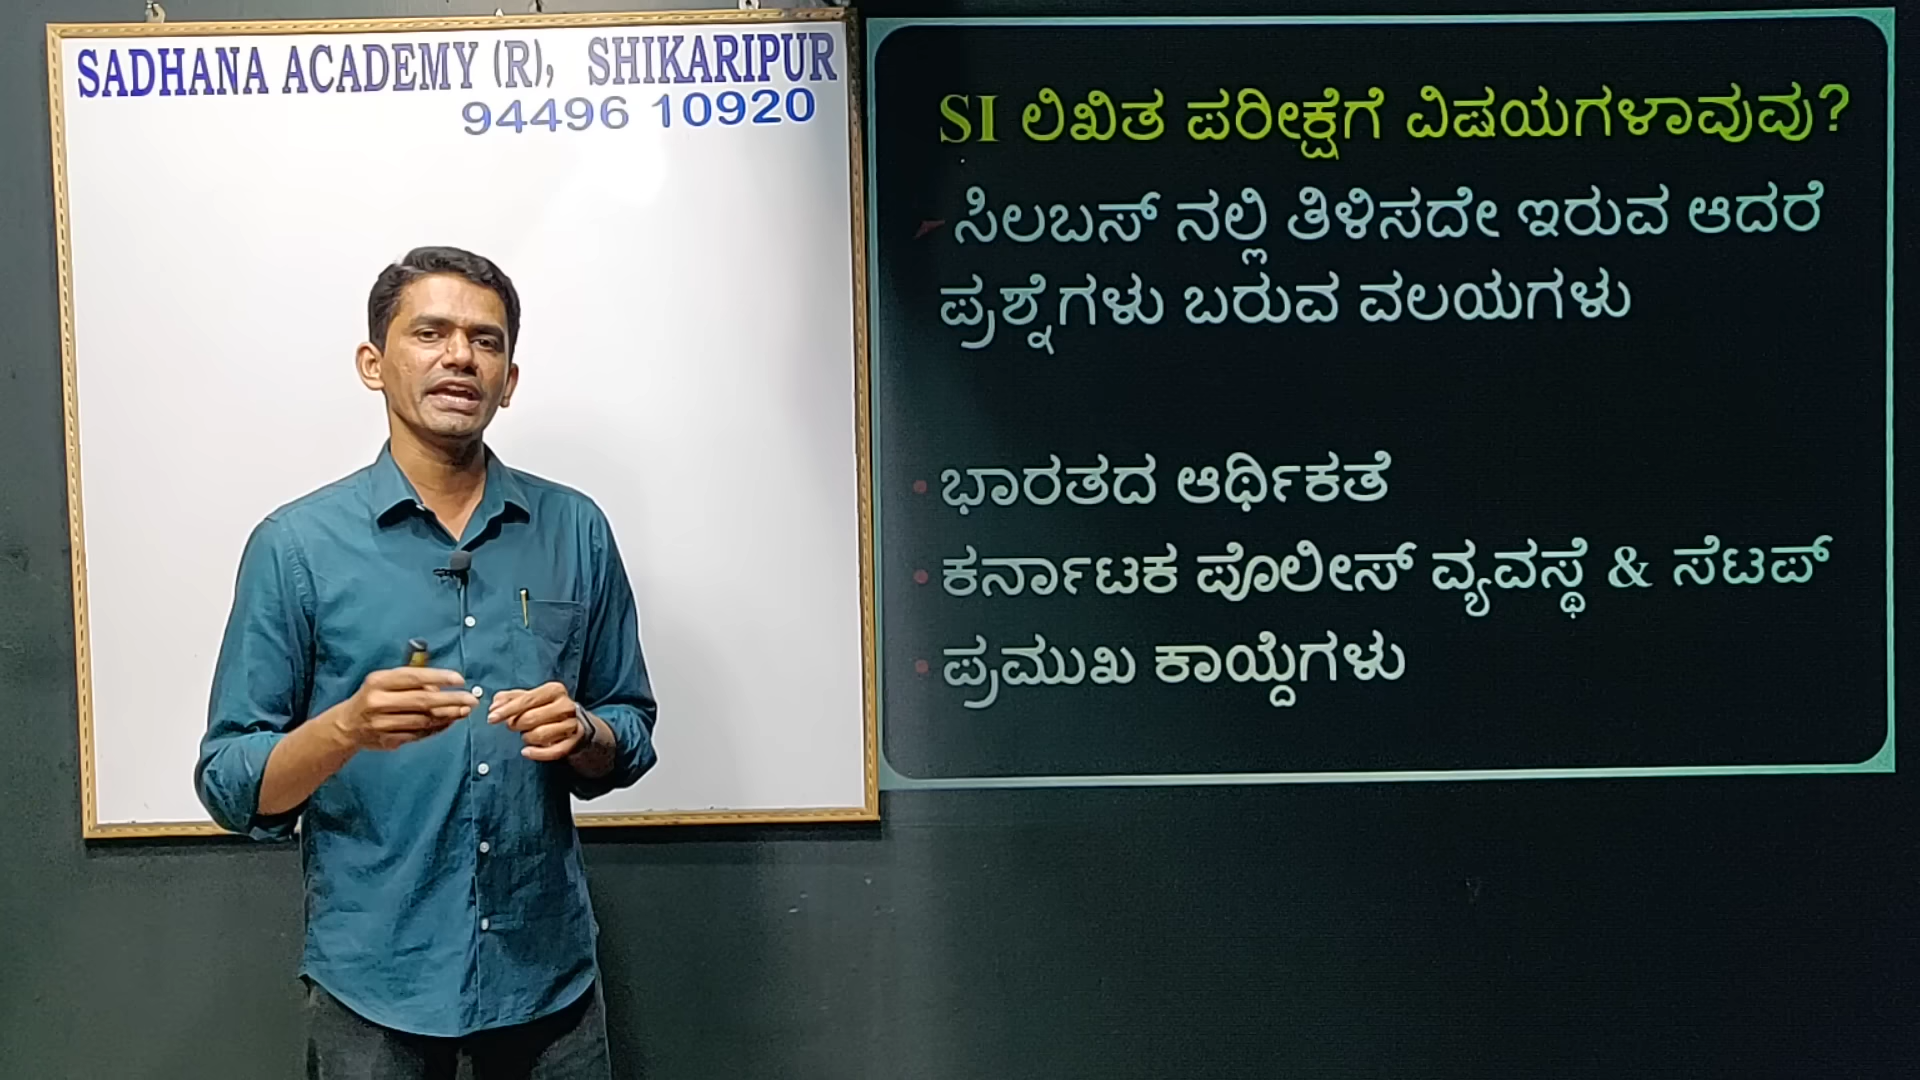 SADHANA ACADEMY (R), SHIKARIPUR
94496 10920
SI ಲಿಖಿತ ಪರೀಕ್ಷೆಗೆ ವಿಷಯಗಳಾವುವು?
ಸಿಲಬಸ್ ನಲ್ಲಿ ತಿಳಿಸದೇ ಇರುವ ಆದರೆ
ಪ್ರಶ್ನೆಗಳು ಬರುವ ವಲಯಗಳು
• ಭಾರತದ ಆರ್ಥಿಕತೆ
• ಕರ್ನಾಟಕ ಪೊಲೀಸ್ ವ್ಯವಸ್ಥೆ & ಸೆಟಪ್
• ಪ್ರಮುಖ ಕಾಯ್ದೆಗಳು